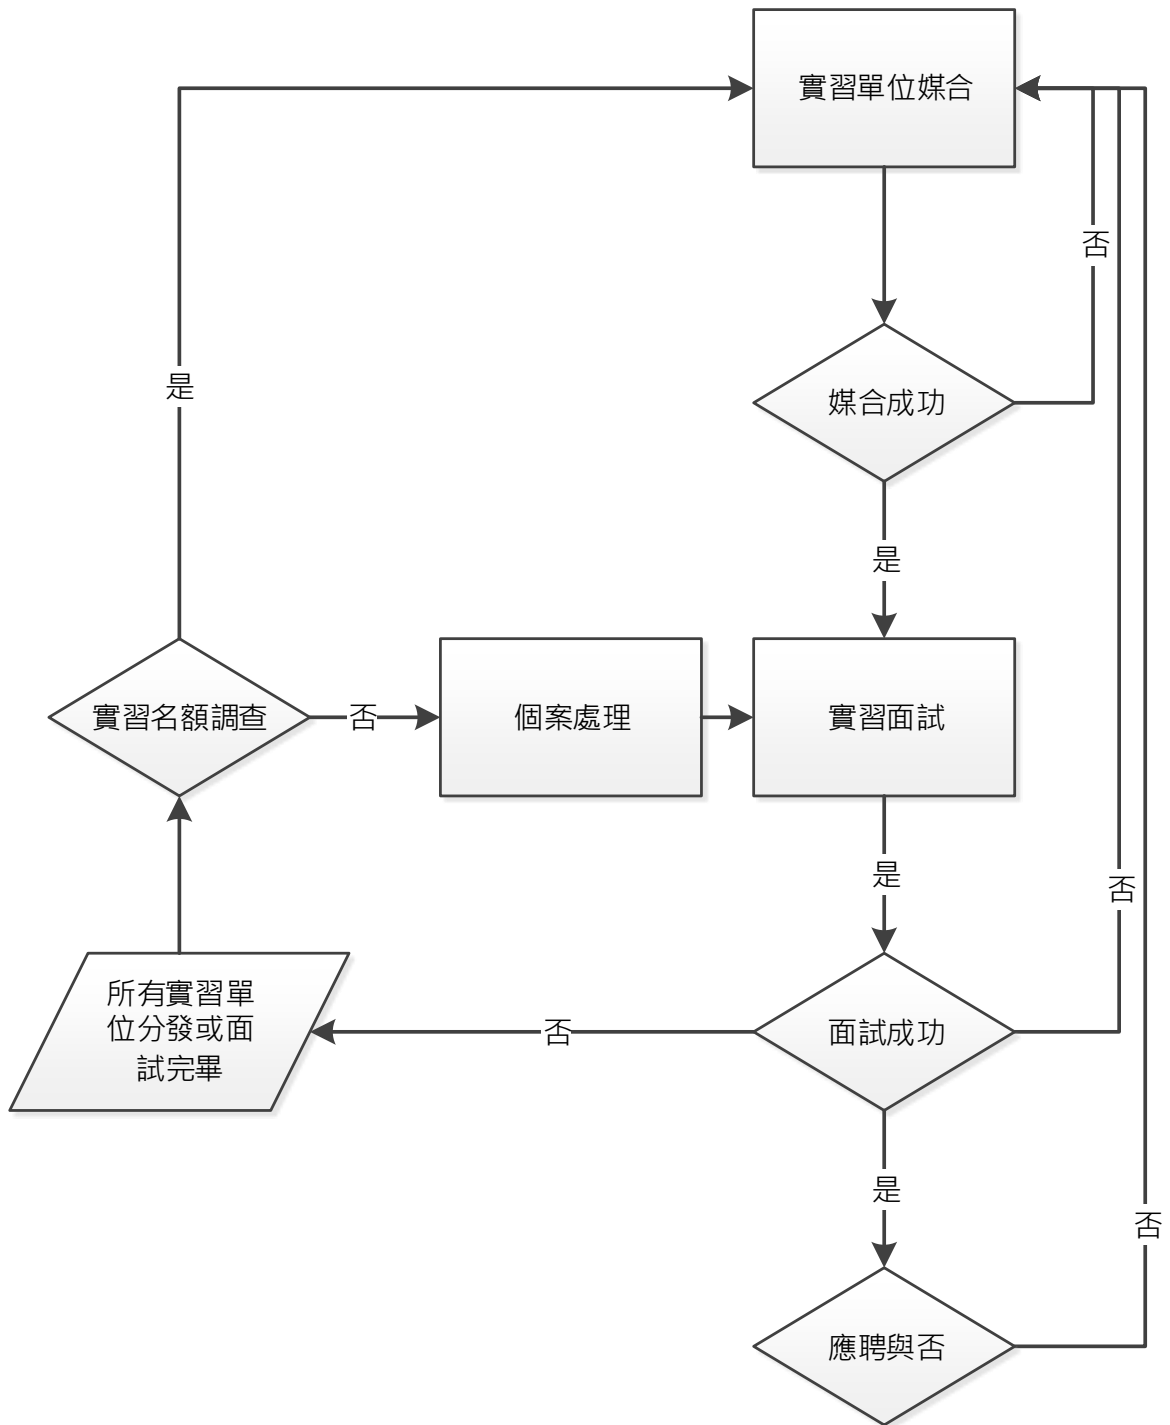 實習單位媒合
否
媒合成功
是
是
實習名額調查
否
個案處理
實習面試
是
否
所有實習單
位分發或面
試完畢
否
面試成功
是
否
應聘與否